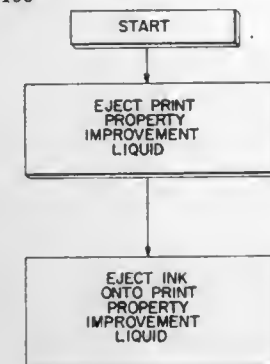 START
EJECT PRINT
PROPERTY
IMPROVEMENT
LIQUID
EJECT INK
ONTO PRINT
PROPERTY
IMPROVEMENT
LIQUID